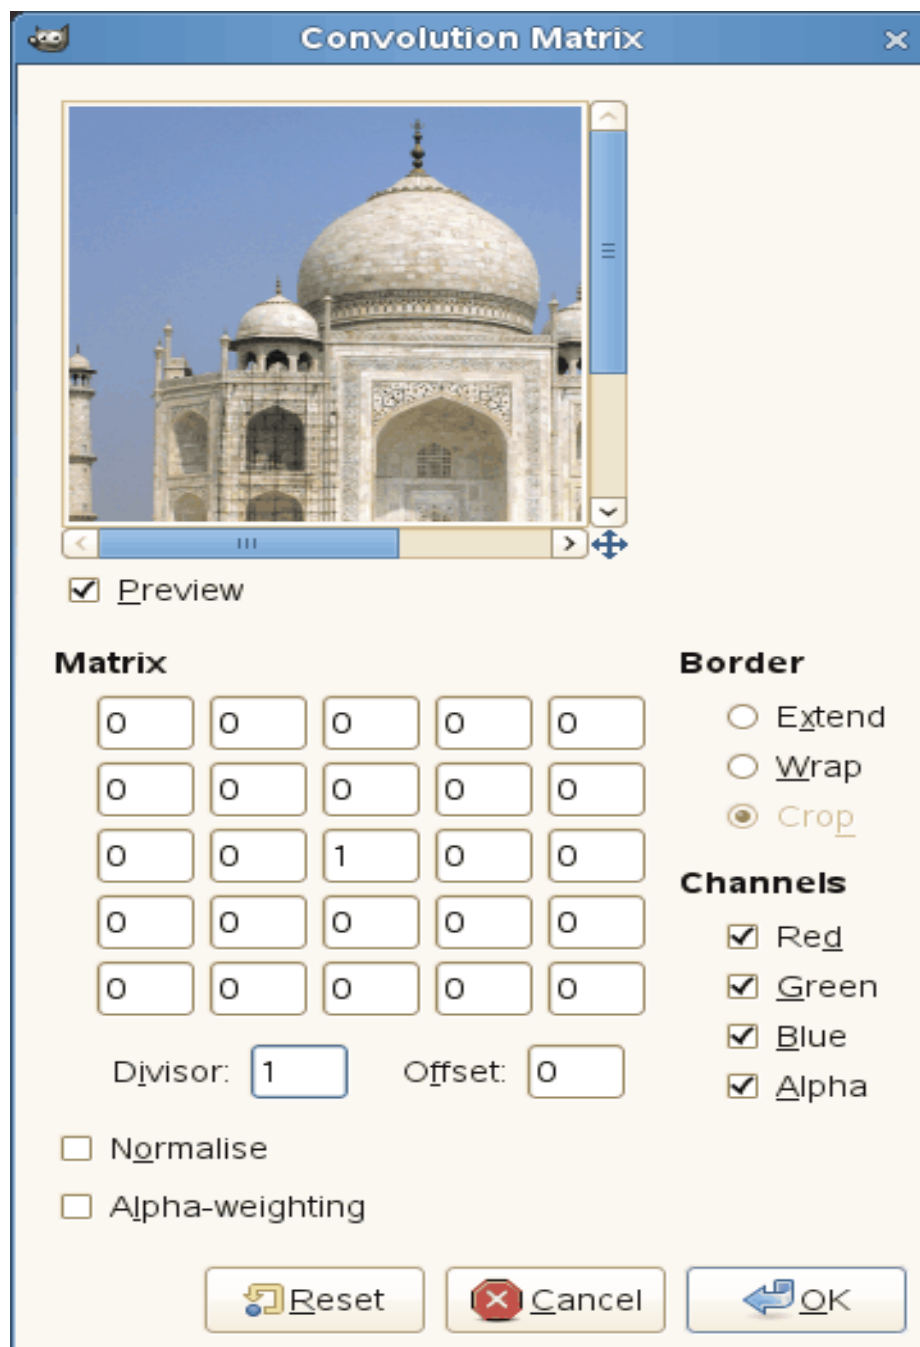 Convolution Matrix
Preview
Matrix
Border
0 0 0 0 0
Extend
0 0 0 0 0
Wrap
Crop
0 0 1 0 0
Channels
0 0 0 0 0
Red
0 0 0 0 0
Green
Blue
Divisor: 1 Offset: 0
Alpha
Normalise
Alpha-weighting
Reset Cancel OK